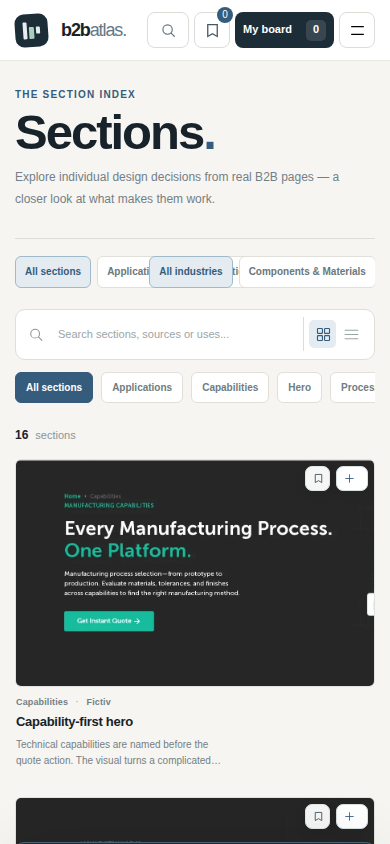 b2batlas.
0
My board 0
THE SECTION INDEX
Sections.
Explore individual design decisions from real B2B pages — a
closer look at what makes them work.
All sections
Applicati
All industries
Components & Materials
Search sections, sources or uses...
All sections
Applications
Capabilities
Hero
Proces
16 sections
Home • Capabilities
MANUFACTURING CAPABILITIES
Every Manufacturing Process.
One Platform.
Manufacturing process selection—from prototype to
production. Evaluate materials, tolerances, and finishes
across capabilities to find the right manufacturing method.
Get Instant Quote →
Capabilities · Fictiv
Capability-first hero
Technical capabilities are named before the
quote action. The visual turns a complicated…